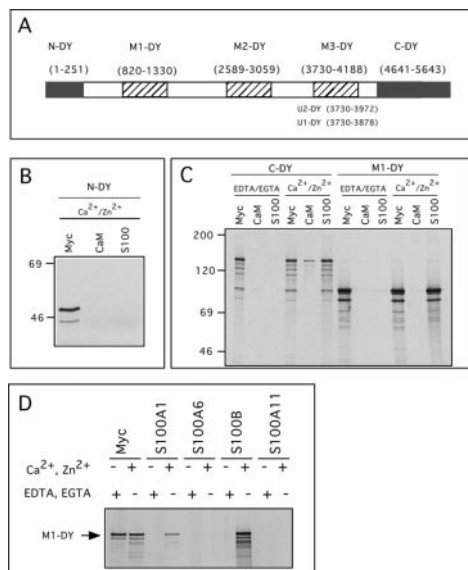 A
N-DY M1-DY M2-DY M3-DY C-DY
(1-251) (820-1330) (2589-3059) (3730-4188) (4641-5643)
U2-DY (3730-3972)
U1-DY (3730-3878)
B
N-DY
Ca2+/Zn2+
Myc CaM S100
69
46
C
C-DY M1-DY
EDTA/EGTA Ca2+/Zn2+ EDTA/EGTA Ca2+/Zn2+
Myc CaM S100 Myc CaM S100 Myc CaM S100 Myc CaM S100
200
120
69
46
D
Myc S100A1 S100A6 S100B S100A11
Ca2+, Zn2+ - + - + - + - + - +
EDTA, EGTA + - + - + - + - + -
M1-DY